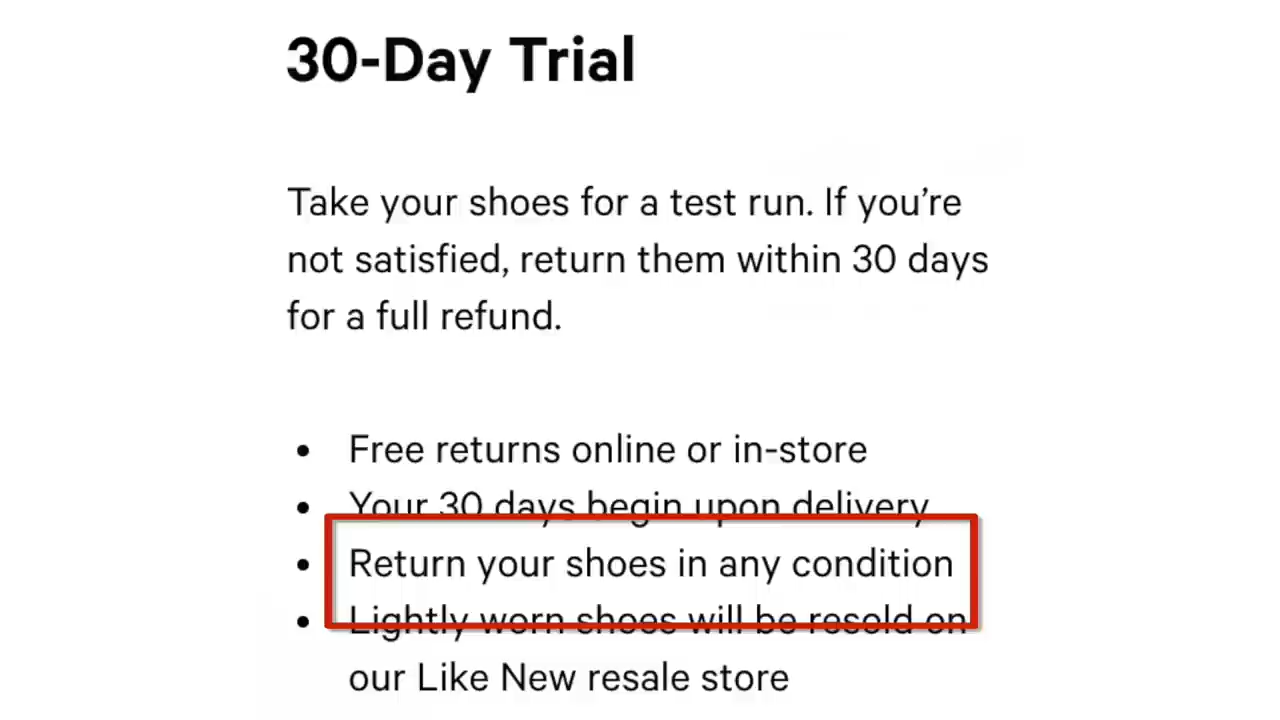 30-Day Trial
Take your shoes for a test run. If you’re
not satisfied, return them within 30 days
for a full refund.
• Free returns online or in-store
• Your 30 days begin upon delivery
• Return your shoes in any condition
• Lightly worn shoes will be resold on
our Like New resale store